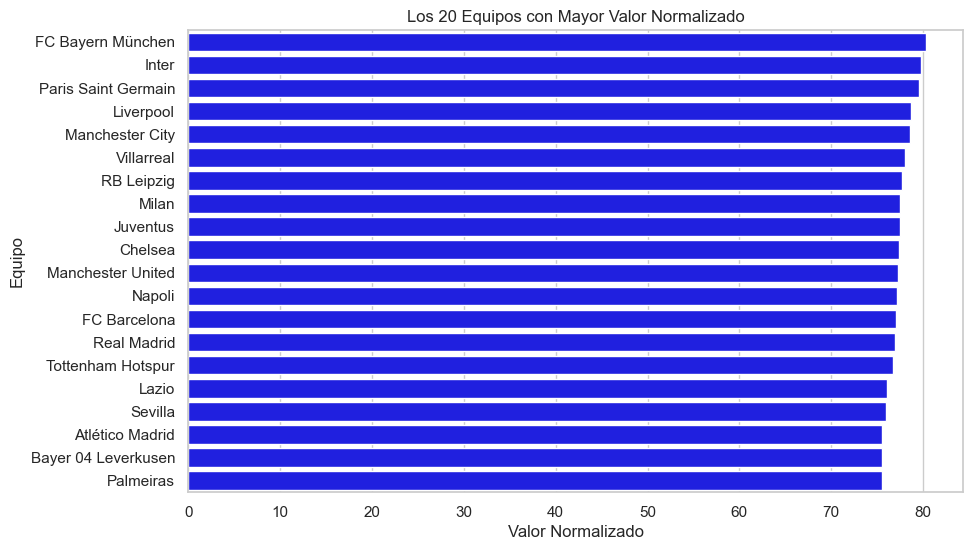 Los 20 Equipos con Mayor Valor Normalizado
Equipo
FC Bayern München
Inter
Paris Saint Germain
Liverpool
Manchester City
Villarreal
RB Leipzig
Milan
Juventus
Chelsea
Manchester United
Napoli
FC Barcelona
Real Madrid
Tottenham Hotspur
Lazio
Sevilla
Atlético Madrid
Bayer 04 Leverkusen
Palmeiras
0 10 20 30 40 50 60 70 80
Valor Normalizado